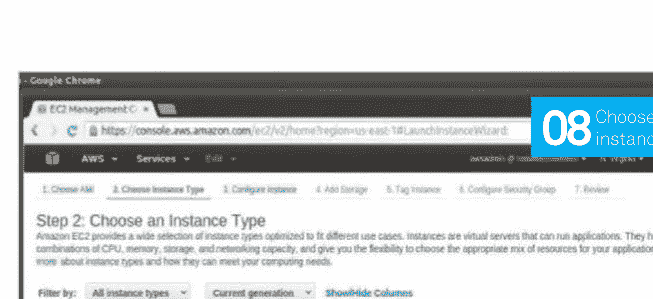 - Google Chrome
EC2 Management C
https://console.aws.amazon.com/ec2/v2/home?region=us-east-1#LaunchInstanceWizard:
08 Choose
instanc
AWS Services Edit
1. Choose AMI 2. Choose Instance Type 3. Configure Instance 4. Add Storage 5. Tag Instance 6. Configure Security Group 7. Review
Step 2: Choose an Instance Type
Amazon EC2 provides a wide selection of instance types optimized to fit different use cases. Instances are virtual servers that can run applications. They h
combinations of CPU, memory, storage, and networking capacity, and give you the flexibility to choose the appropriate mix of resources for your application
more about instance types and how they can meet your computing needs.
Filter by: All instance types Current generation Show/Hide Columns